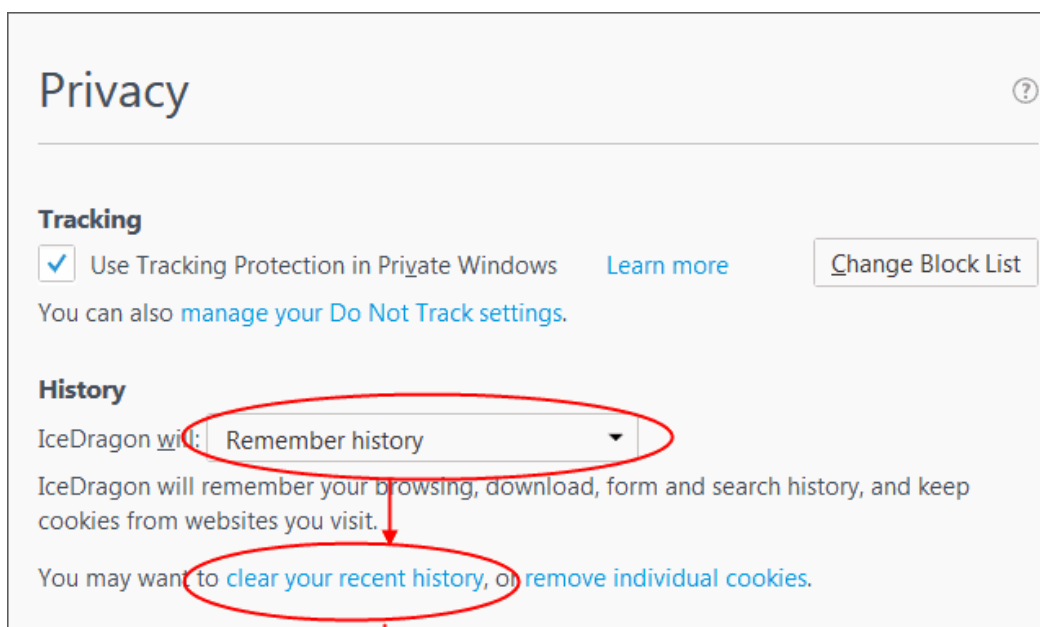 Privacy
?
Tracking
Use Tracking Protection in Private Windows Learn more Change Block List
You can also manage your Do Not Track settings.
History
IceDragon will: Remember history
IceDragon will remember your browsing, download, form and search history, and keep
cookies from websites you visit.
You may want to clear your recent history, or remove individual cookies.